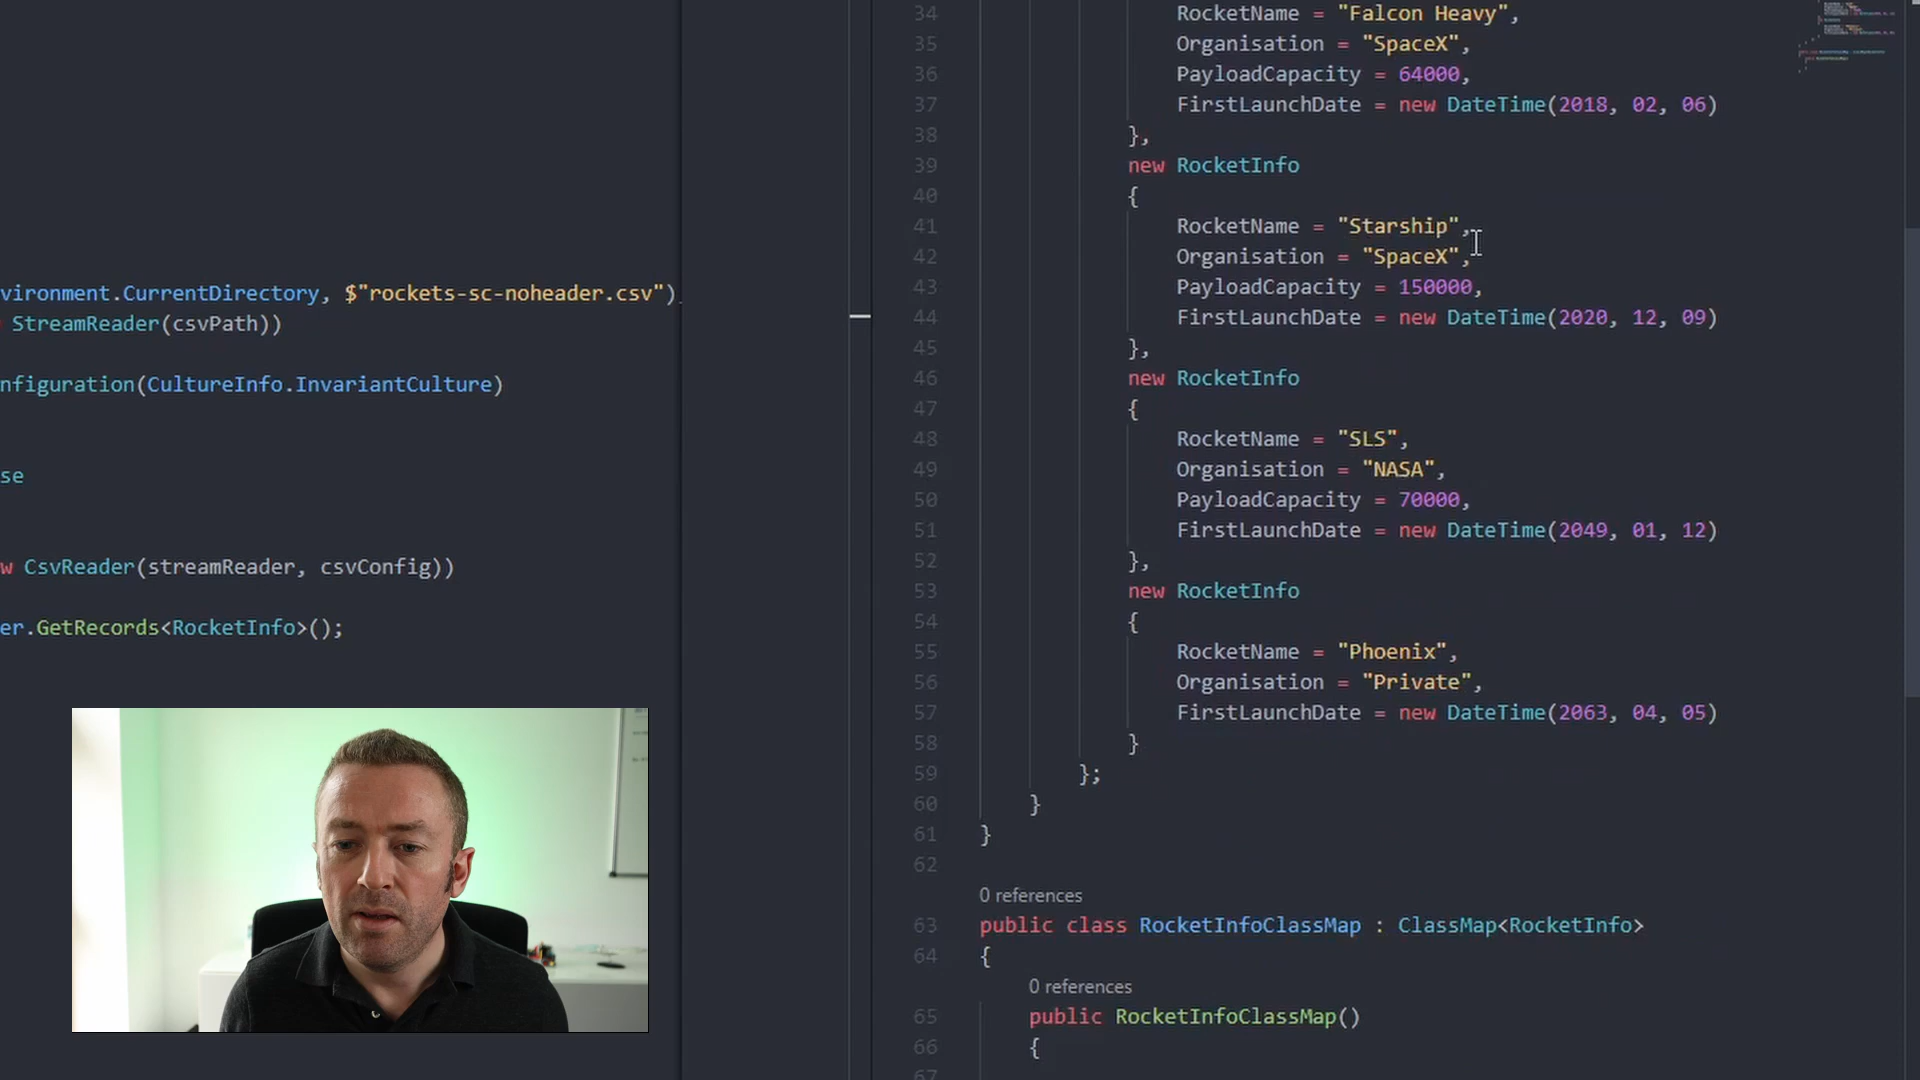 vironment.CurrentDirectory, $"rockets-sc-noheader.csv")
StreamReader(csvPath))
nfiguration(CultureInfo.InvariantCulture)
se
w CsvReader(streamReader, csvConfig))
er.GetRecords<RocketInfo>();
34 RocketName = "Falcon Heavy",
35 Organisation = "SpaceX",
36 PayloadCapacity = 64000,
37 FirstLaunchDate = new DateTime(2018, 02, 06)
38 },
39 new RocketInfo
40 {
41 RocketName = "Starship",
42 Organisation = "SpaceX",
43 PayloadCapacity = 150000,
44 FirstLaunchDate = new DateTime(2020, 12, 09)
45 },
46 new RocketInfo
47 {
48 RocketName = "SLS",
49 Organisation = "NASA",
50 PayloadCapacity = 70000,
51 FirstLaunchDate = new DateTime(2049, 01, 12)
52 },
53 new RocketInfo
54 {
55 RocketName = "Phoenix",
56 Organisation = "Private",
57 FirstLaunchDate = new DateTime(2063, 04, 05)
58 }
59 };
60 }
61 }
62
0 references
63 public class RocketInfoClassMap : ClassMap<RocketInfo>
64 {
0 references
65 public RocketInfoClassMap()
66 {
67